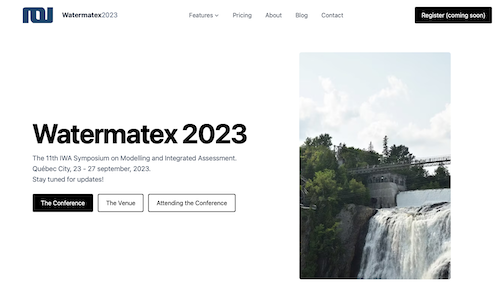 Watermatex2023
Features
Pricing
About
Blog
Contact
Register (coming soon)
Watermatex 2023
The 11th IWA Symposium on Modelling and Integrated Assessment.
Québec City, 23 - 27 september, 2023.
Stay tuned for updates!
The Conference
The Venue
Attending the Conference